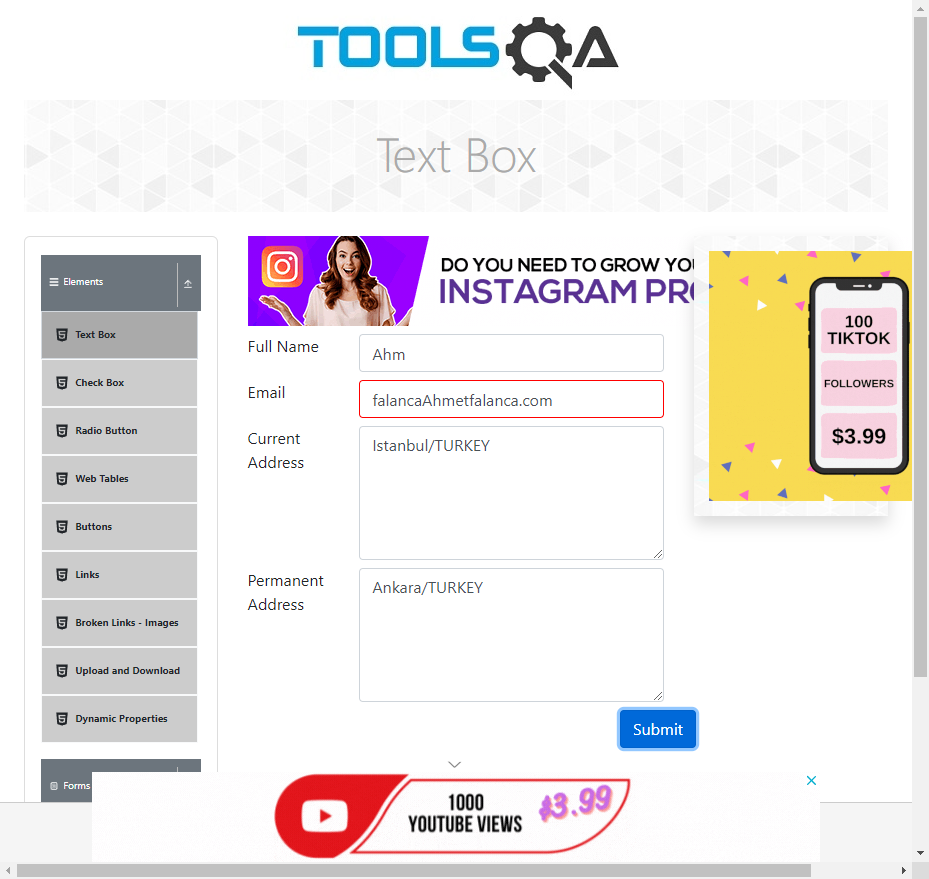 TOOLSQA
Text Box
Elements
Text Box
Check Box
Radio Button
Web Tables
Buttons
Links
Broken Links - Images
Upload and Download
Dynamic Properties
Forms
DO YOU NEED TO GROW YOU
INSTAGRAM PRO
Full Name
Ahm
Email
falancaAhmetfalanca.com
Current
Address
Istanbul/TURKEY
Permanent
Address
Ankara/TURKEY
Submit
100
TIKTOK
FOLLOWERS
$3.99
1000
YOUTUBE VIEWS
$3.99